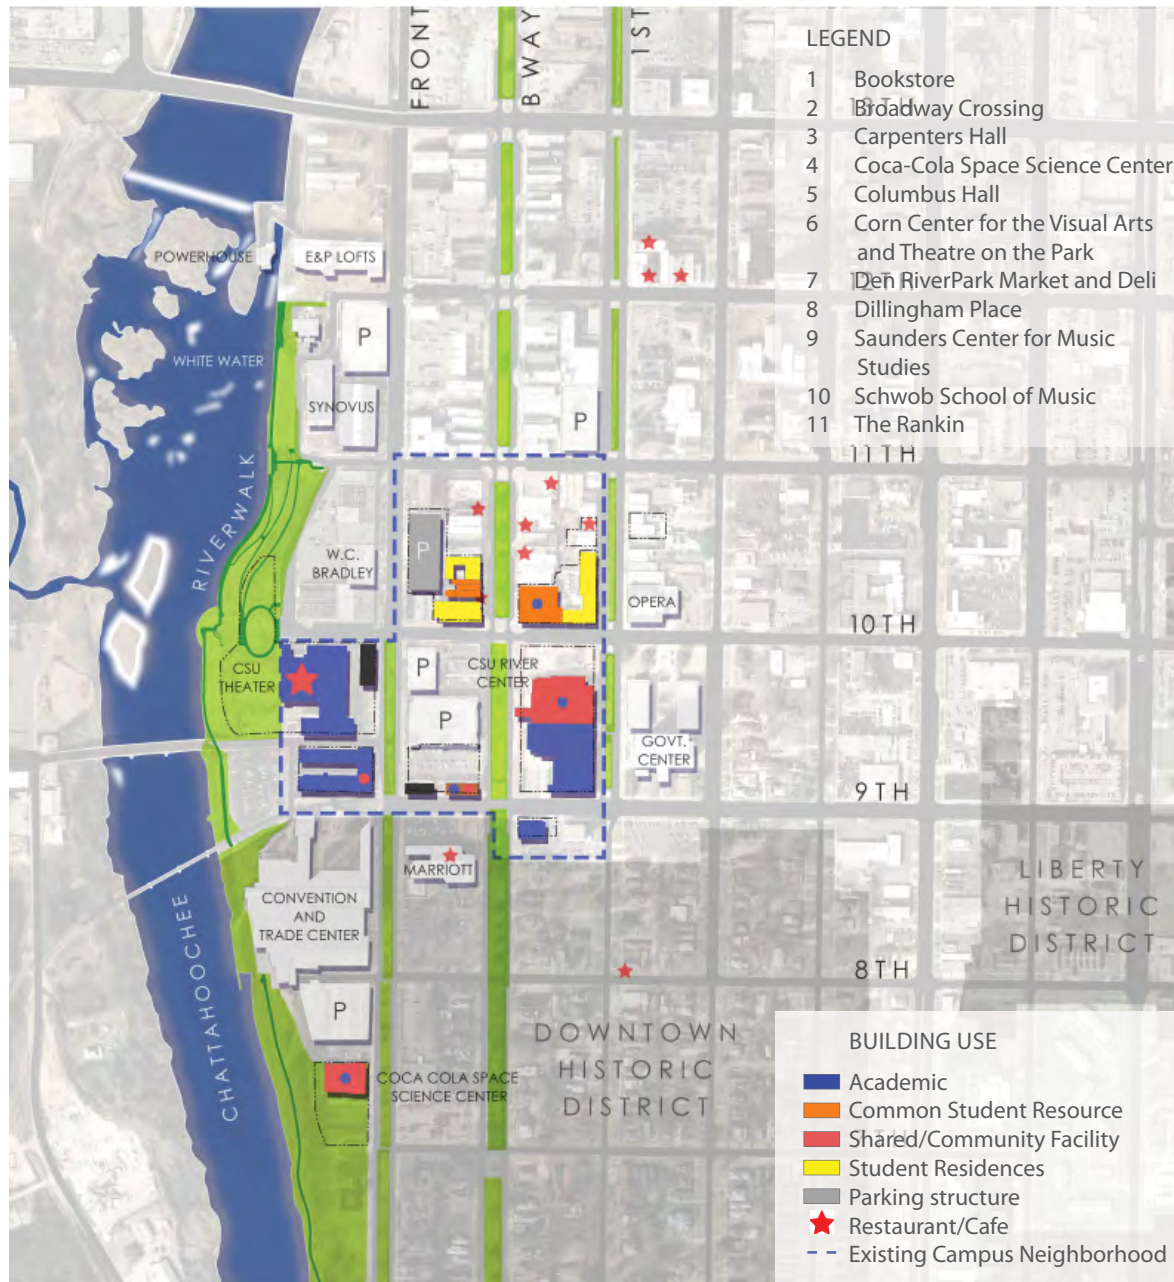 FRONT
B WAY
1ST
LEGEND
1 Bookstore
2 Broadway Crossing
3 Carpenters Hall
4 Coca-Cola Space Science Center
5 Columbus Hall
6 Corn Center for the Visual Arts
and Theatre on the Park
7 Den RiverPark Market and Deli
8 Dillingham Place
9 Saunders Center for Music
Studies
10 Schwob School of Music
11 The Rankin
13TH
12TH
11TH
POWERHOUSE
E&P LOFTS
WHITE WATER
P
SYNOVUS
P
RIVERWALK
P
W.C.
BRADLEY
OPERA
10TH
CSU
THEATER
P
CSU RIVER
CENTER
P
GOVT.
CENTER
9TH
MARRIOTT
CONVENTION
AND
TRADE CENTER
LIBERTY
HISTORIC
DISTRICT
8TH
CHATTAHOOCHEE
P
DOWNTOWN
HISTORIC
DISTRICT
COCA COLA SPACE
SCIENCE CENTER
BUILDING USE
Academic
Common Student Resource
Shared/Community Facility
Student Residences
Parking structure
Restaurant/Cafe
Existing Campus Neighborhood